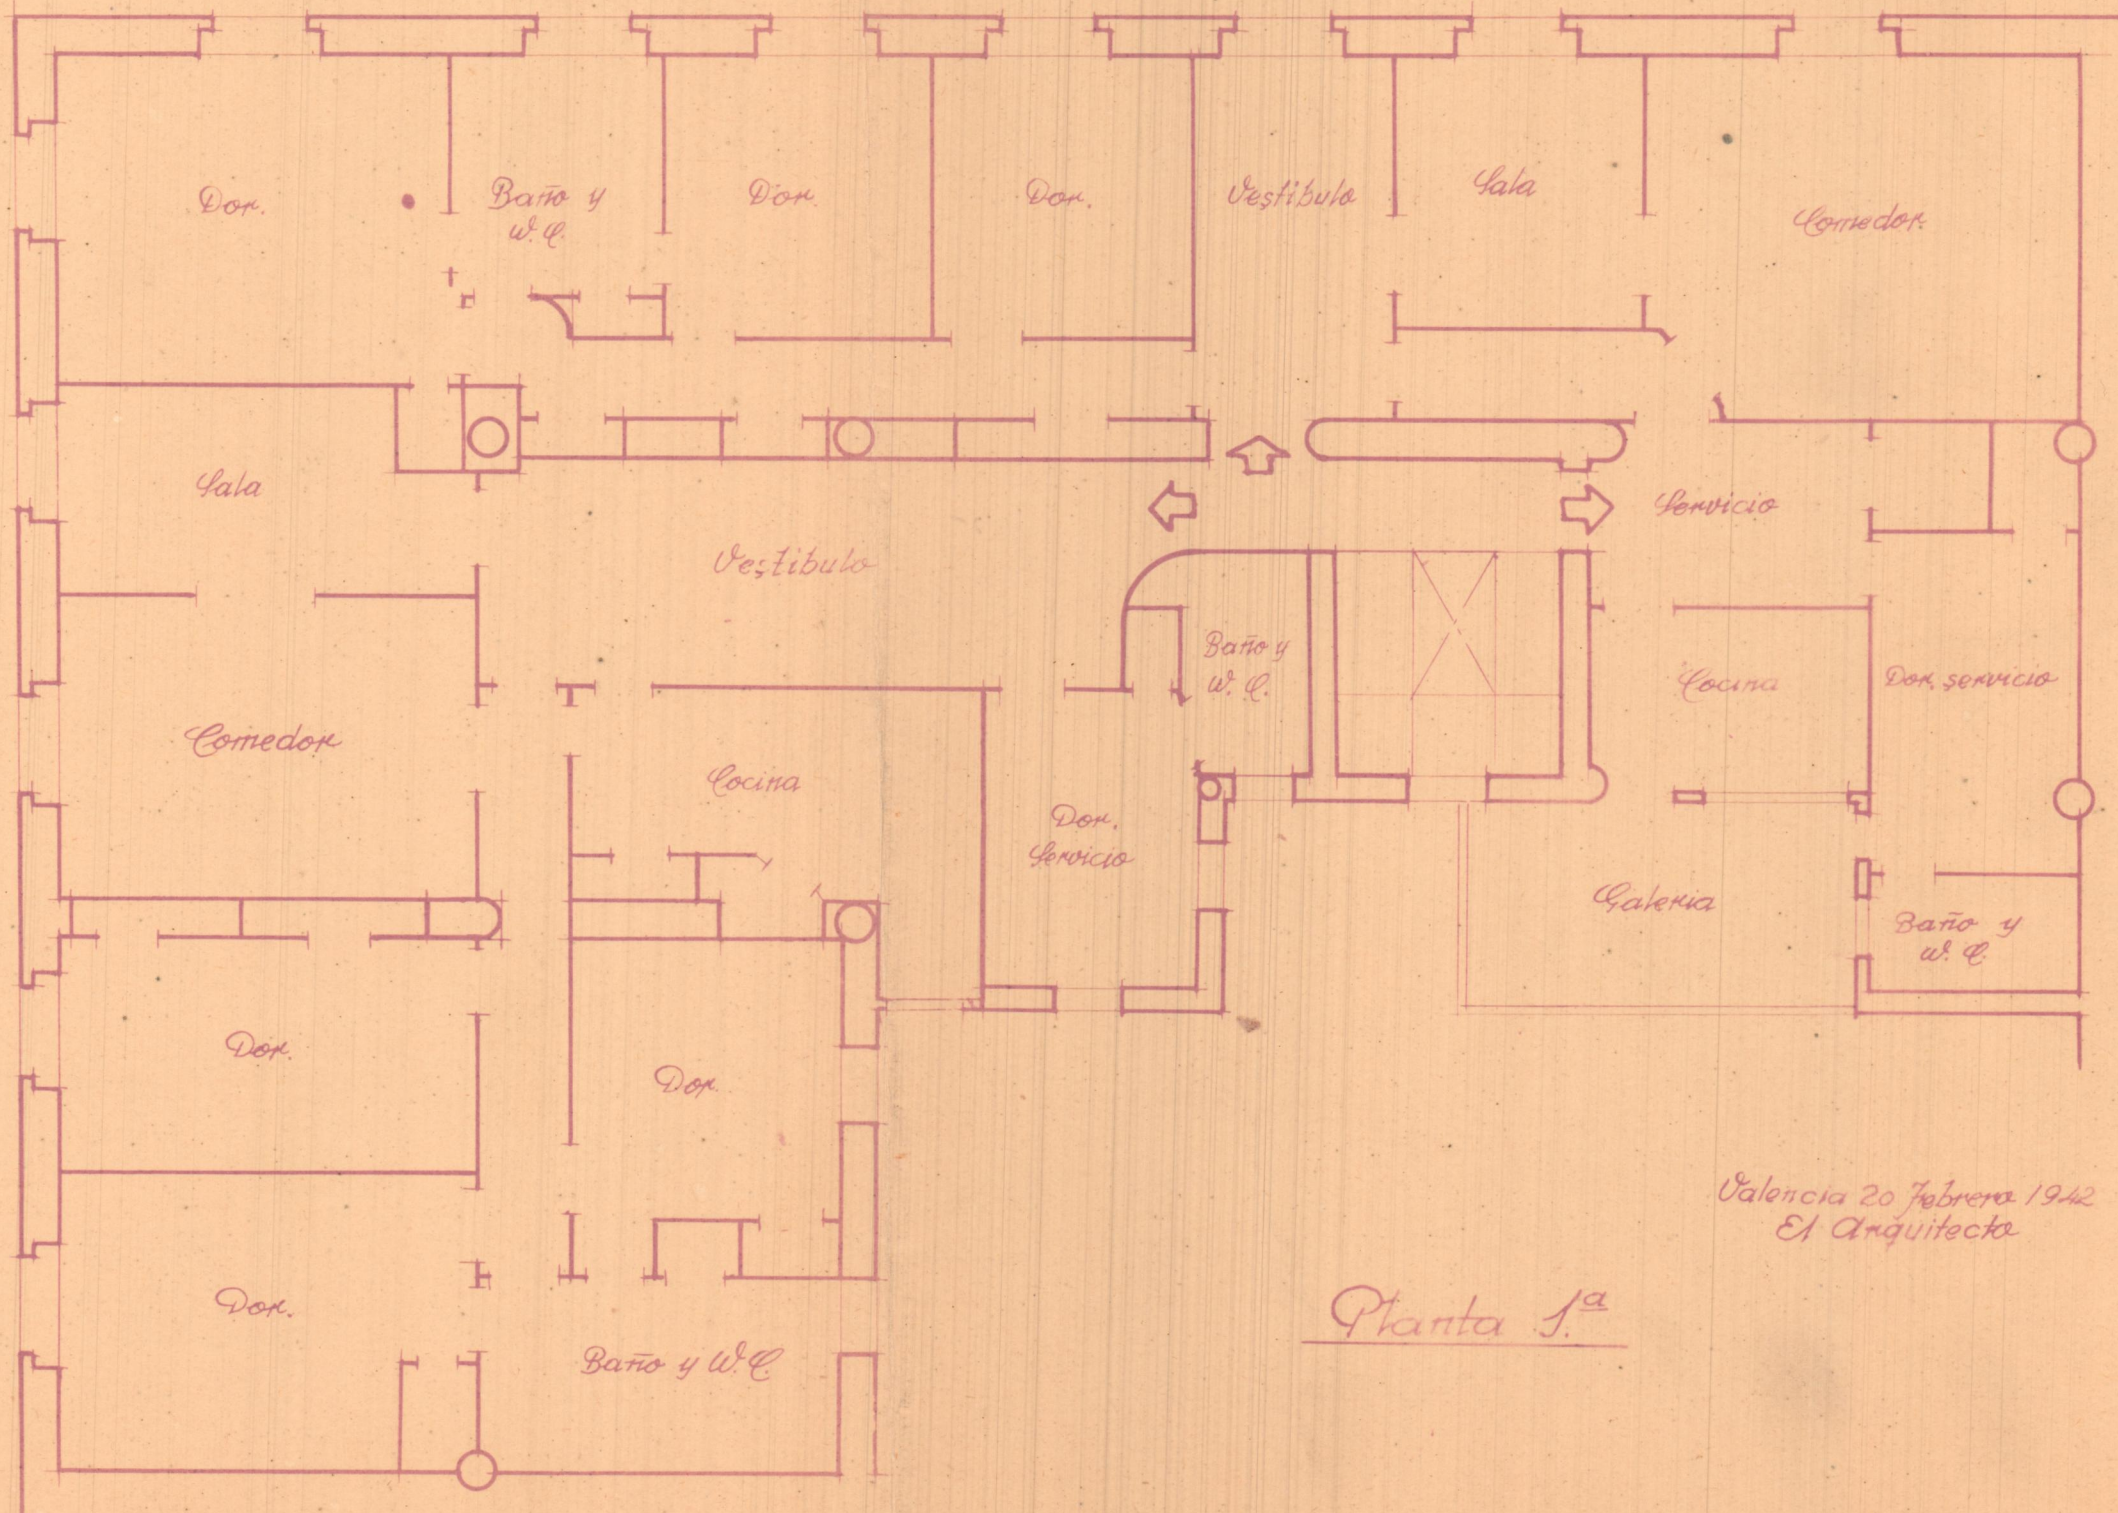 Dor.
Baño y
W.C.
Dor.
Dor.
Vestibulo
Sala
Comedor.
Sala
Vestibulo
Servicio
Baño y
W.C.
Cocina
Dor. servicio
Comedor
Cocina
Dor.
Servicio
Galeria
Baño y
W.C.
Dor.
Dor.
Valencia 20 Febrero 1942
El Arquitecto
Dor.
Baño y W.C.
Planta 1.ª